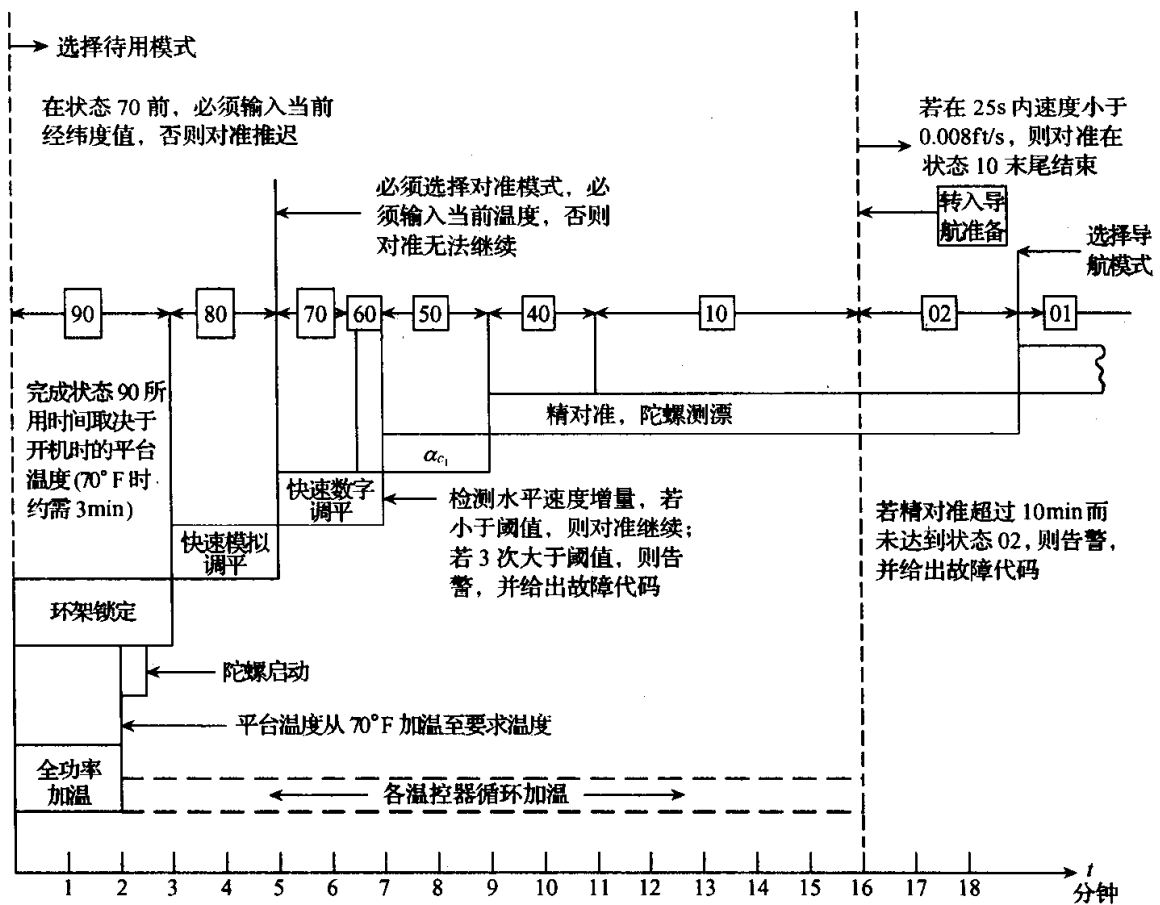 选择待用模式
在状态 70 前，必须输入当前
经纬度值，否则对准推迟
若在 25s 内速度小于
0.008ft/s，则对准在
状态 10 末尾结束
必须选择对准模式，必
须输入当前温度，否则
对准无法继续
转入导
航准备
选择导
航模式
90
80
70
60
50
40
10
02
01
完成状态 90 所
用时间取决于
开机时的平台
温度(70°F 时
约需 3min)
精对准，陀螺测漂
αc1
快速数字
调平
检测水平速度增量，若
小于阈值，则对准继续；
若 3 次大于阈值，则告
警，并给出故障代码
若精对准超过 10min 而
未达到状态 02，则告警，
并给出故障代码
快速模拟
调平
环架锁定
陀螺启动
平台温度从 70°F 加温至要求温度
全功率
加温
各温控器循环加温
1 2 3 4 5 6 7 8 9 10 11 12 13 14 15 16 17 18
t
分钟